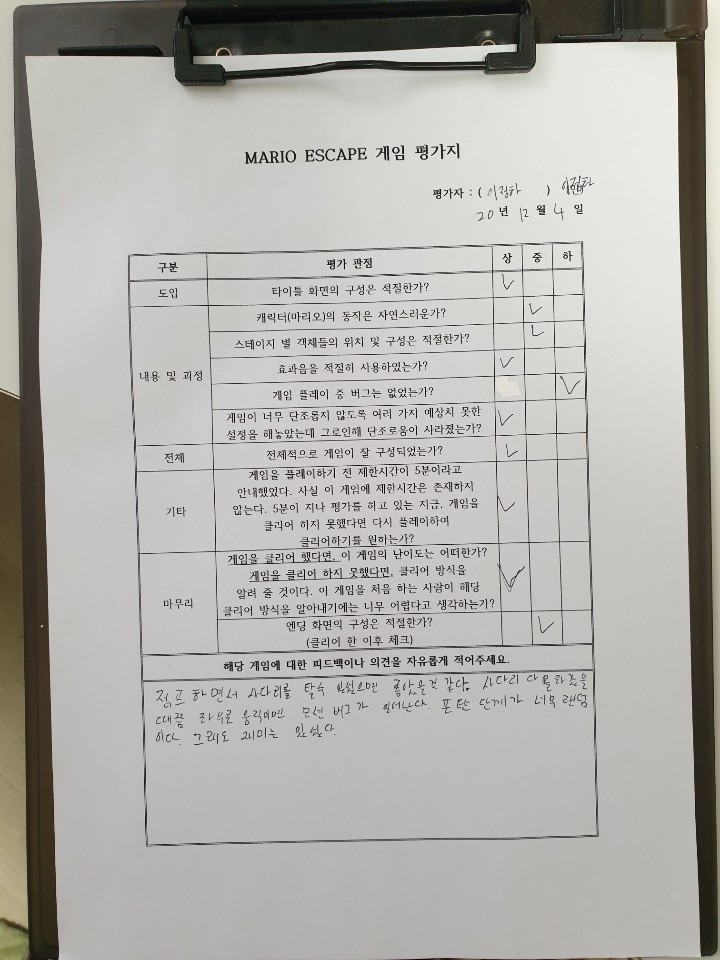 MARIO ESCAPE 게임 평가지
평가자 : ( 이정하 ) 이정하
20 년 12 월 4 일
구분 평가 관점 상 중 하
도입 타이틀 화면의 구성은 적절한가? ✓
내용 및 과정 캐릭터(마리오)의 동작은 자연스러운가? ✓
스테이지 별 객체들의 위치 및 구성은 적절한가? ✓
효과음을 적절히 사용하였는가? ✓
게임 플레이 중 버그는 없었는가? ✓
게임이 너무 단조롭지 않도록 여러 가지 예상치 못한
설정을 해놓았는데 그로인해 단조로움이 사라졌는가? ✓
전체 전체적으로 게임이 잘 구성되었는가? ✓
기타 게임을 플레이하기 전 제한시간이 5분이라고
안내했었다. 사실 이 게임에 제한시간은 존재하지
않는다. 5분이 지나 평가를 하고 있는 지금, 게임을 ✓
클리어 하지 못했다면 다시 플레이하여
클리어하기를 원하는가?
마무리 게임을 클리어 했다면, 이 게임의 난이도는 어떠한가?
게임을 클리어 하지 못했다면, 클리어 방식을
알려 줄 것이다. 이 게임을 처음 하는 사람이 해당 ✓
클리어 방식을 알아내기에는 너무 어렵다고 생각하는가?
엔딩 화면의 구성은 적절한가? ✓
(클리어 한 이후 체크)
해당 게임에 대한 피드백이나 의견을 자유롭게 적어주세요.
점프하면서 사다리를 탈수 있었으면 좋았을것 같다. 사다리 다 올라갔을
때쯤 좌우로 움직이면 모션 버그가 일어난다. 폰탄 단계가 너무 랜덤
이다. 그래도 재미는 있었다.